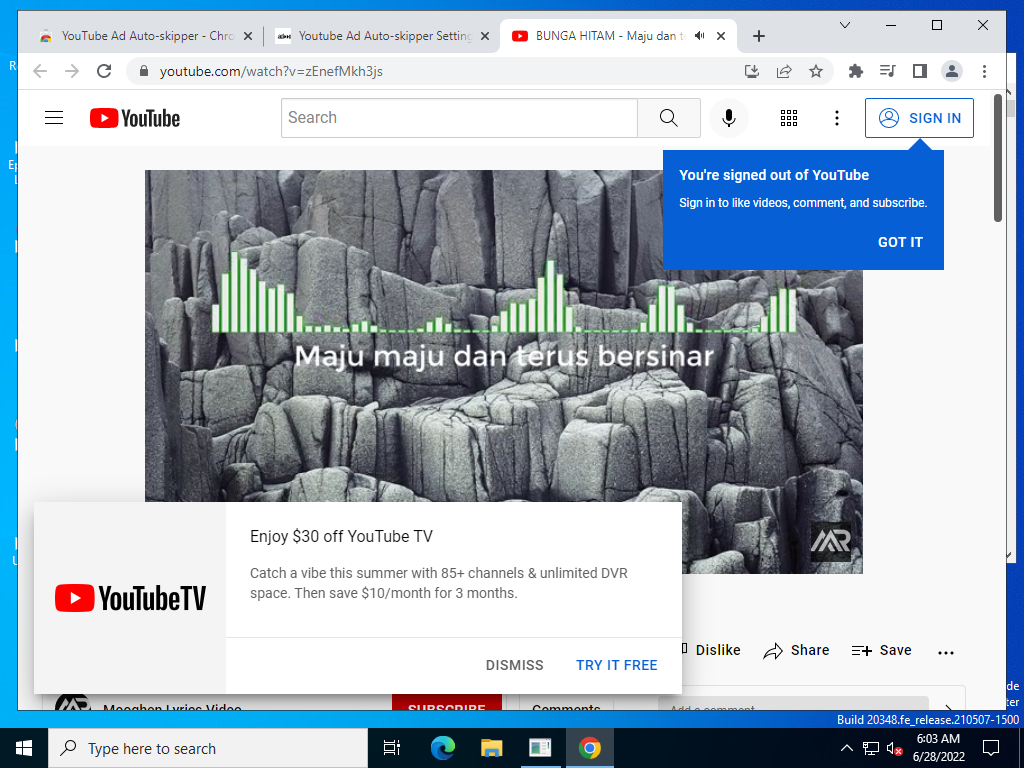 YouTube Ad Auto-skipper - Chro
Youtube Ad Auto-skipper Setting
BUNGA HITAM - Maju dan t
youtube.com/watch?v=zEnefMkh3js
YouTube
Search
SIGN IN
You're signed out of YouTube
Sign in to like videos, comment, and subscribe.
GOT IT
Maju maju dan terus bersinar
MR
YouTubeTV
Enjoy $30 off YouTube TV
Catch a vibe this summer with 85+ channels & unlimited DVR
space. Then save $10/month for 3 months.
DISMISS
TRY IT FREE
Dislike
Share
Save
...
Mooghen Lyrics Video
SUBSCRIBE
Comments
Add a comment
Build 20348.fe_release.210507-1500
Type here to search
6:03 AM
6/28/2022